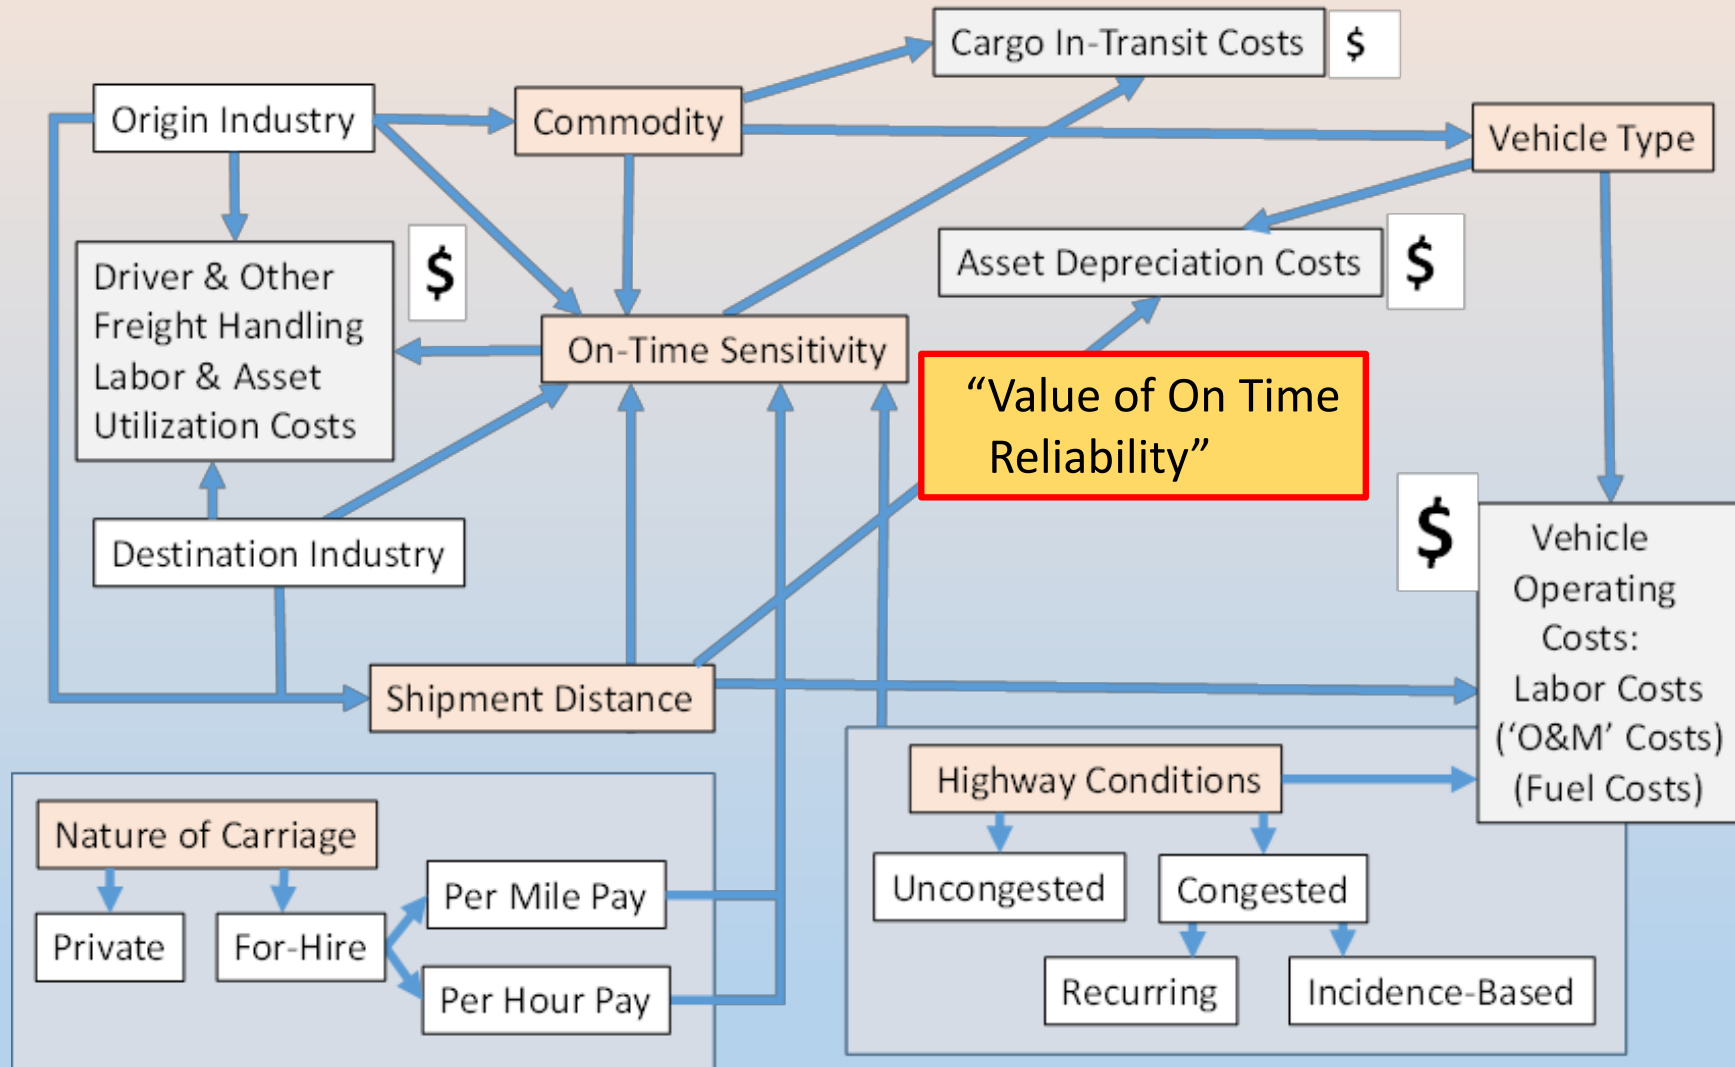 Cargo In-Transit Costs
$
Origin Industry
Commodity
Vehicle Type
Driver & Other
Freight Handling
Labor & Asset
Utilization Costs
$
Asset Depreciation Costs
$
On-Time Sensitivity
“Value of On Time
Reliability”
Destination Industry
$
Vehicle
Operating
Costs:
Labor Costs
(‘O&M’ Costs)
(Fuel Costs)
Shipment Distance
Nature of Carriage
Private
For-Hire
Per Mile Pay
Per Hour Pay
Highway Conditions
Uncongested
Congested
Recurring
Incidence-Based